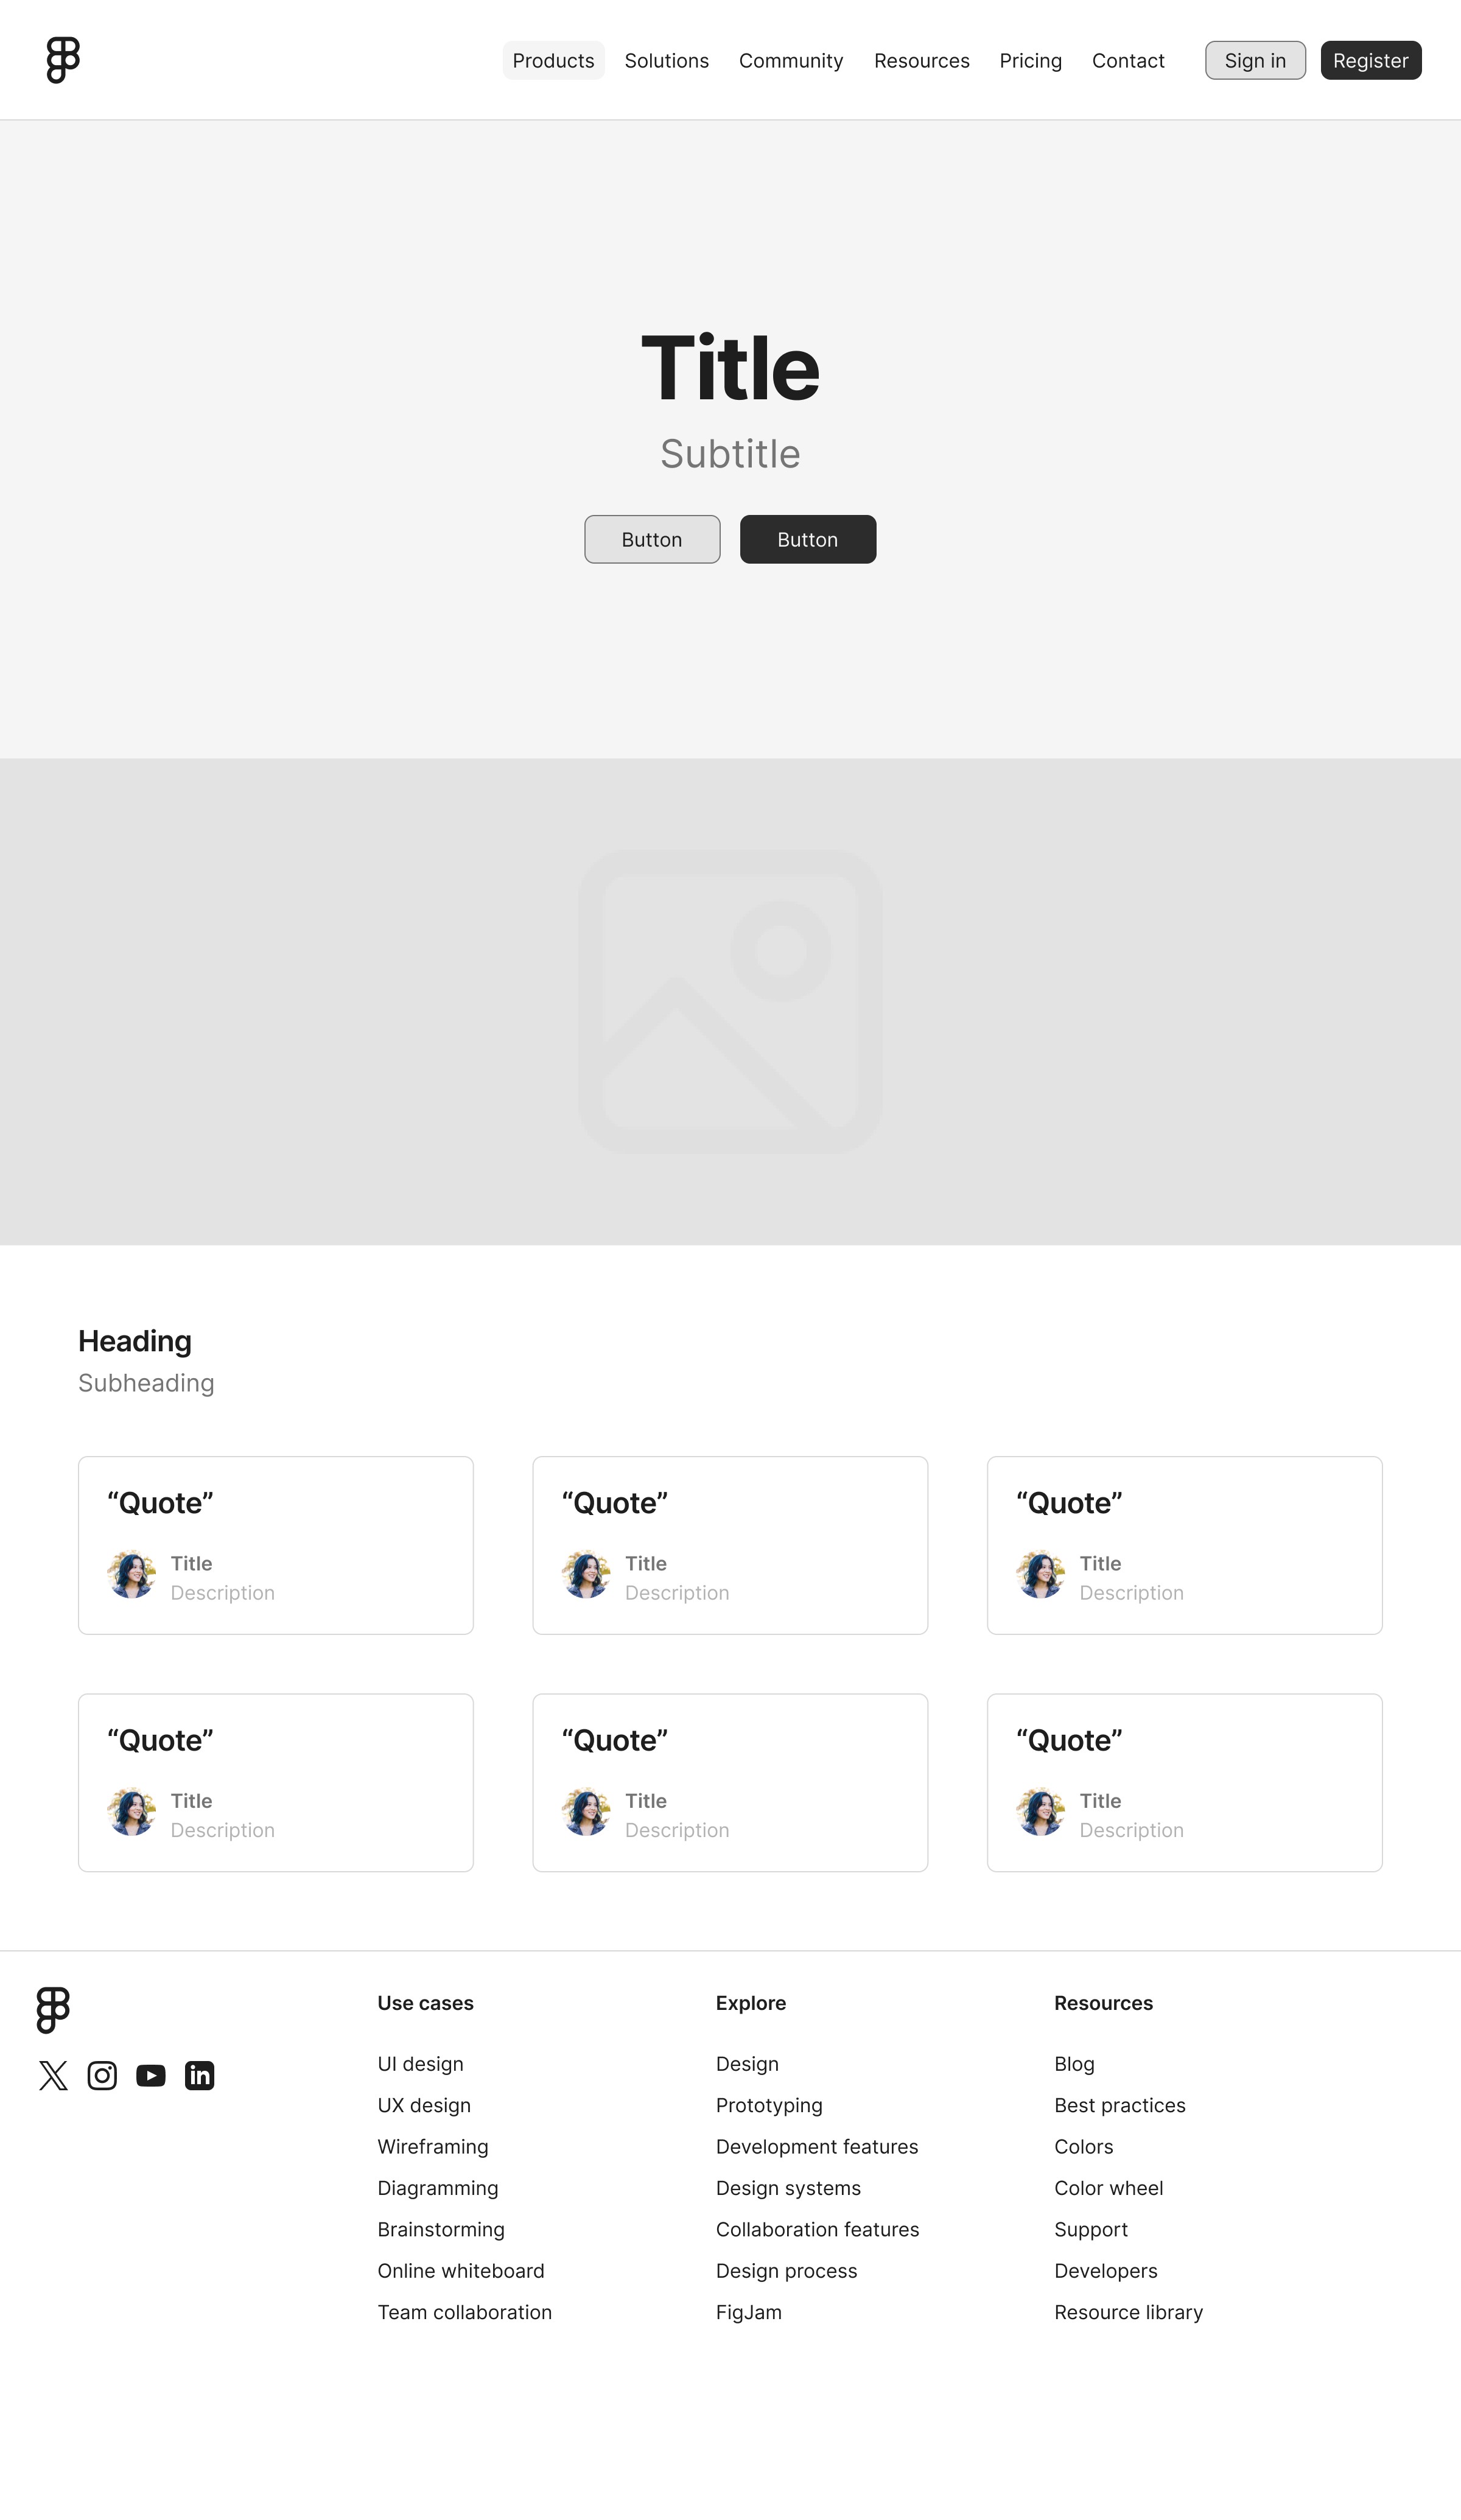 Products Solutions Community Resources Pricing Contact Sign in Register
Title
Subtitle
Button Button
Heading
Subheading
“Quote” “Quote” “Quote”
Title Title Title
Description Description Description
“Quote” “Quote” “Quote”
Title Title Title
Description Description Description
Use cases
UI design
UX design
Wireframing
Diagramming
Brainstorming
Online whiteboard
Team collaboration
Explore
Design
Prototyping
Development features
Design systems
Collaboration features
Design process
FigJam
Resources
Blog
Best practices
Colors
Color wheel
Support
Developers
Resource library